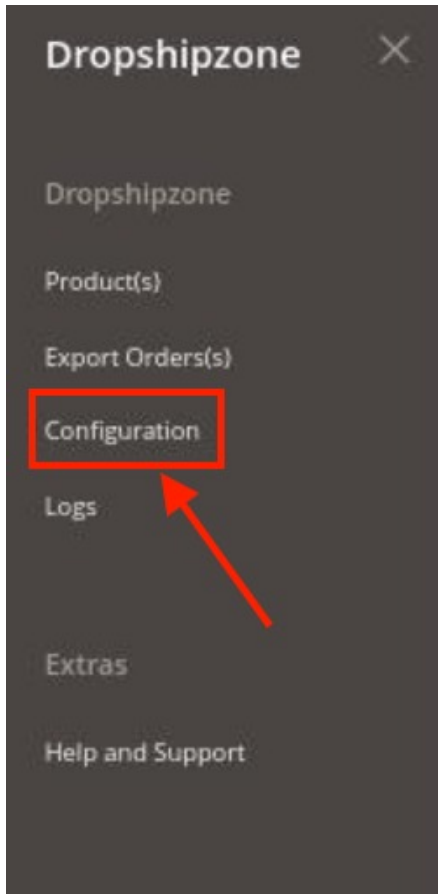 Dropshipzone
Dropshipzone
Product(s)
Export Orders(s)
Configuration
Logs
Extras
Help and Support